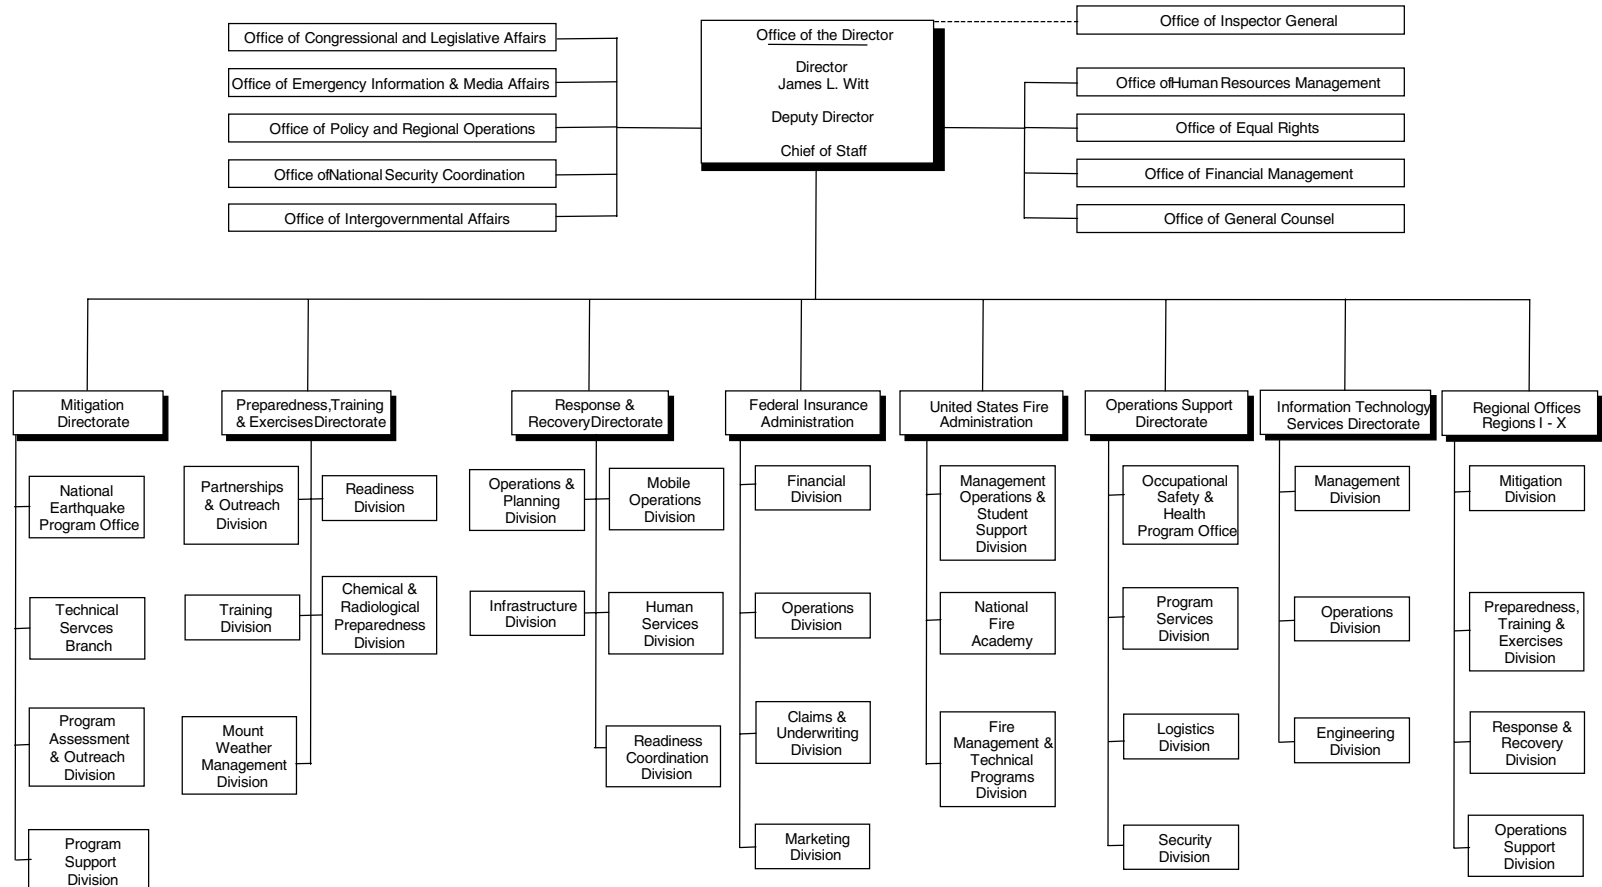 Office of Congressional and Legislative Affairs
Office of Emergency Information & Media Affairs
Office of Policy and Regional Operations
Office ofNational Security Coordination
Office of Intergovernmental Affairs
Office of the Director
Director
James L. Witt
Deputy Director
Chief of Staff
Office of Inspector General
Office ofHuman Resources Management
Office of Equal Rights
Office of Financial Management
Office of General Counsel
Mitigation
Directorate
National
Earthquake
Program Office
Technical
Servces
Branch
Program
Assessment
& Outreach
Division
Program
Support
Division
Preparedness,Training
& ExercisesDirectorate
Partnerships
& Outreach
Division
Readiness
Division
Training
Division
Chemical &
Radiological
Preparedness
Division
Mount
Weather
Management
Division
Response &
RecoveryDirectorate
Operations &
Planning
Division
Mobile
Operations
Division
Infrastructure
Division
Human
Services
Division
Readiness
Coordination
Division
Federal Insurance
Administration
Financial
Division
Operations
Division
Claims &
Underwriting
Division
Marketing
Division
United States Fire
Administration
Management
Operations &
Student
Support
Division
National
Fire
Academy
Fire
Management &
Technical
Programs
Division
Operations Support
Directorate
Occupational
Safety &
Health
Program Office
Program
Services
Division
Logistics
Division
Security
Division
Information Technology
Services Directorate
Management
Division
Operations
Division
Engineering
Division
Regional Offices
Regions I - X
Mitigation
Division
Preparedness,
Training &
Exercises
Division
Response &
Recovery
Division
Operations
Support
Division